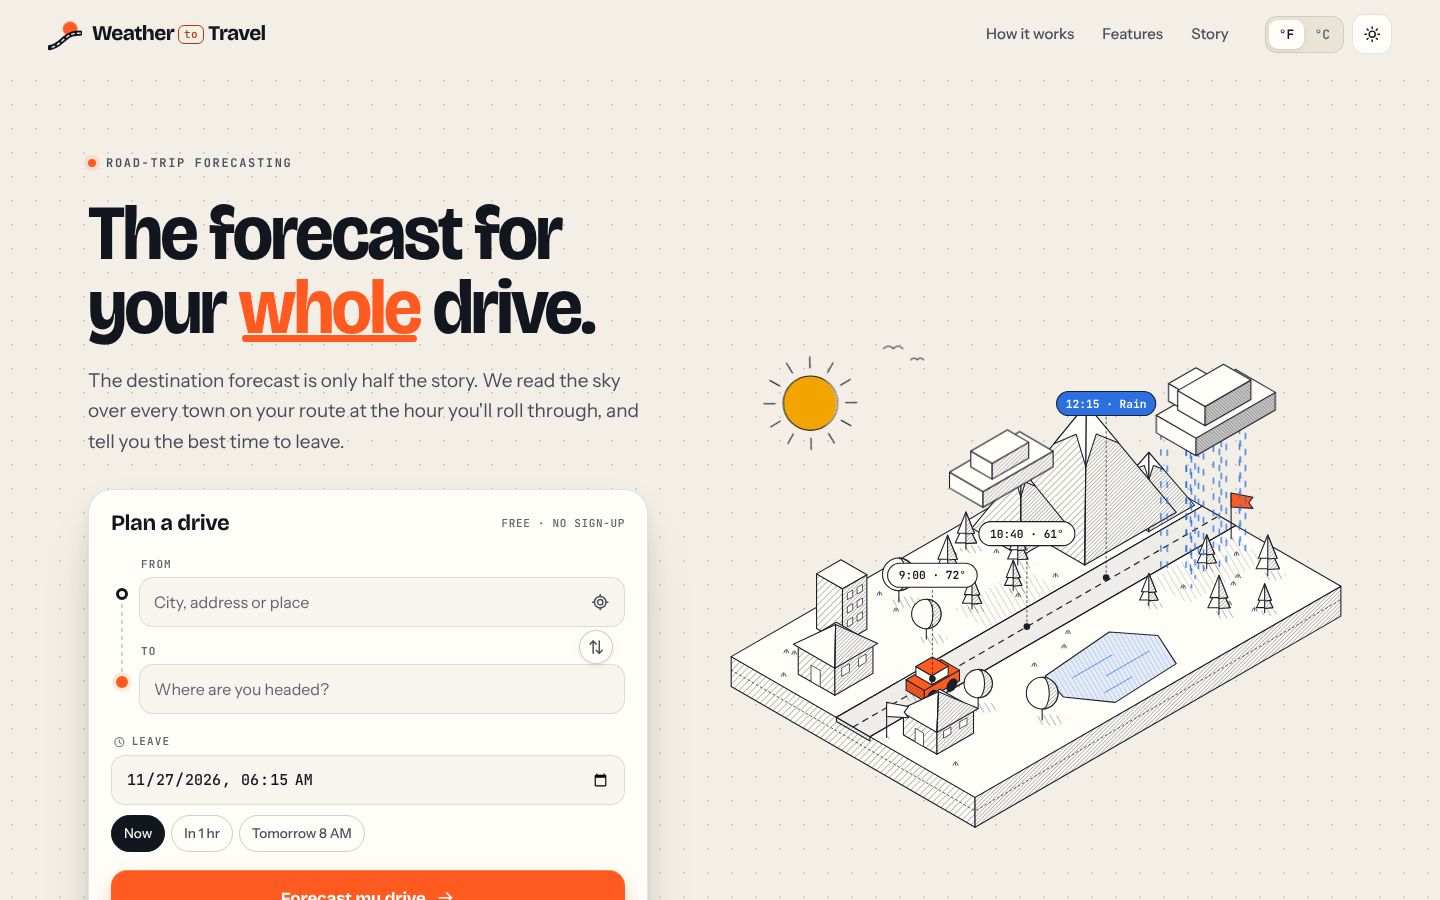 Weather to Travel
How it works
Features
Story
°F
°C
ROAD-TRIP FORECASTING
The forecast for
your whole drive.
The destination forecast is only half the story. We read the sky
over every town on your route at the hour you'll roll through, and
tell you the best time to leave.
Plan a drive
FREE · NO SIGN-UP
FROM
City, address or place
TO
Where are you headed?
LEAVE
11/27/2026, 06:15 AM
Now
In 1 hr
Tomorrow 8 AM
Forecast my drive →
12:15 · Rain
10:40 · 61°
9:00 · 72°